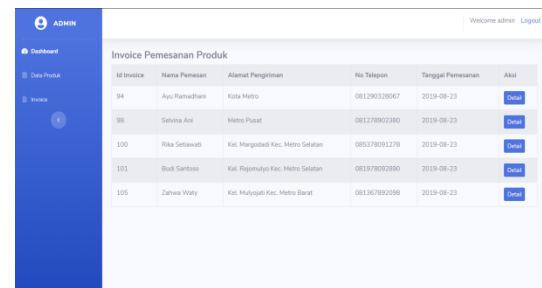 ADMIN
Welcome admin Logout
Dashboard
Data Produk
Invoice
Invoice Pemesanan Produk
Id Invoice Nama Pemesan Alamat Pengiriman No Telepon Tanggal Pemesanan Aksi
94 Ayu Ramadhani Kota Metro 081290328067 2019-08-23 Detail
98 Selvina Ani Metro Pusat 081278902380 2019-08-23 Detail
100 Rika Setiawati Kel. Margodadi Kec. Metro Selatan 085378091278 2019-08-23 Detail
101 Budi Santoso Kel. Rejomulyo Kec. Metro Selatan 081978092890 2019-08-23 Detail
105 Zahwa Waty Kel. Mulyojati Kec. Metro Barat 081367892098 2019-08-23 Detail